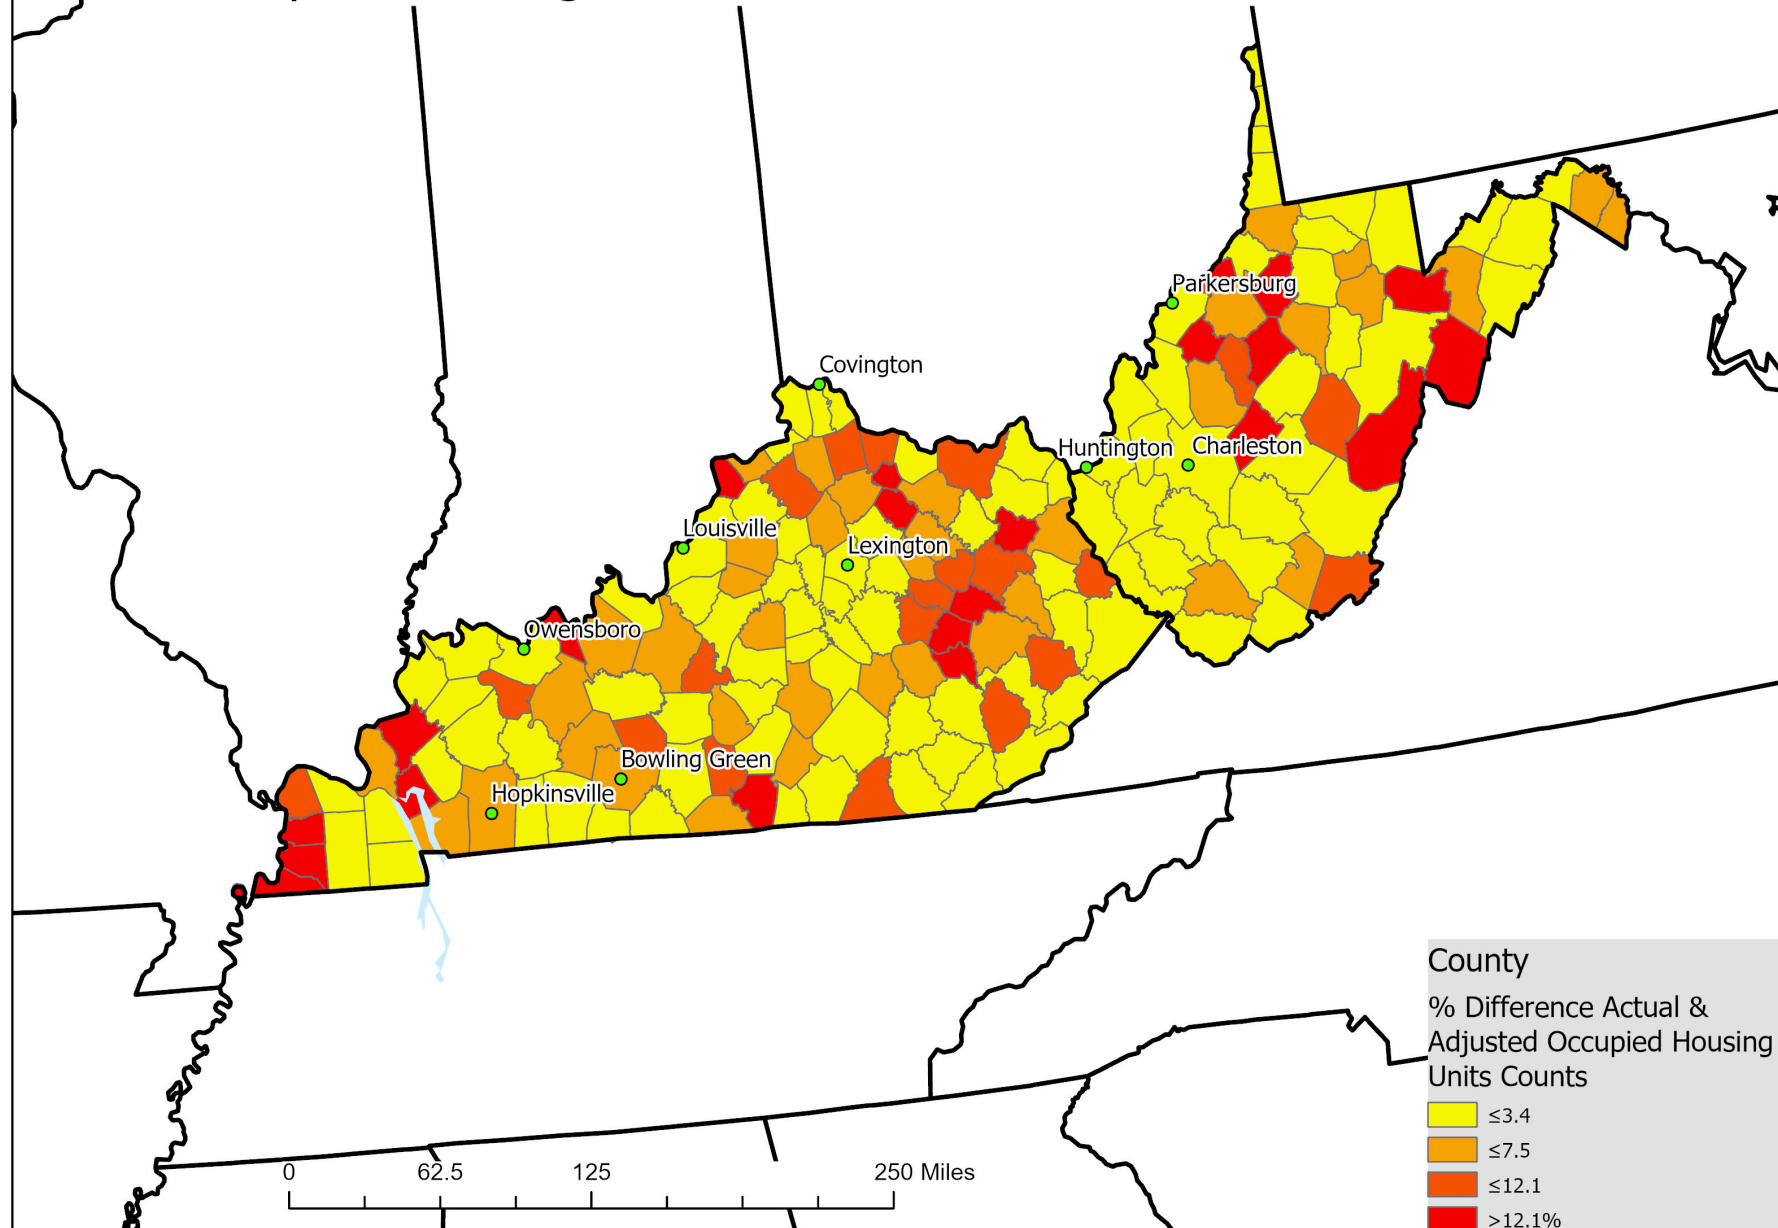 Parkersburg
Covington
Huntington
Charleston
Louisville
Lexington
Owensboro
Bowling Green
Hopkinsville
County
% Difference Actual &
Adjusted Occupied Housing
Units Counts
≤3.4
≤7.5
≤12.1
>12.1%
0 62.5 125 250 Miles